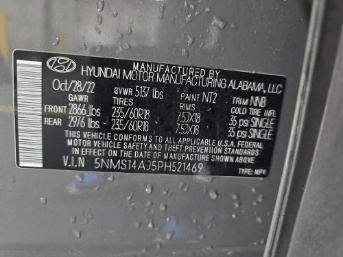 MANUFACTURED BY
HYUNDAI MOTOR MANUFACTURING ALABAMA, LLC
Oct/28/22 GVWR 5137 lbs PAINT NT2 TRIM NNB
GAWR TIRES RIMS
FRONT 2866 lbs - 235/60R18 7.5JX18 35 psi SINGLE
REAR 2976 lbs - 235/60R18 7.5JX18 35 psi SINGLE
THIS VEHICLE CONFORMS TO ALL APPLICABLE U.S. FEDERAL
MOTOR VEHICLE SAFETY AND THEFT PREVENTION STANDARDS IN
EFFECT ON THE DATE OF MANUFACTURE SHOWN ABOVE.
V.I.N 5NMS14AJ5PH521469 TYPE: MPV